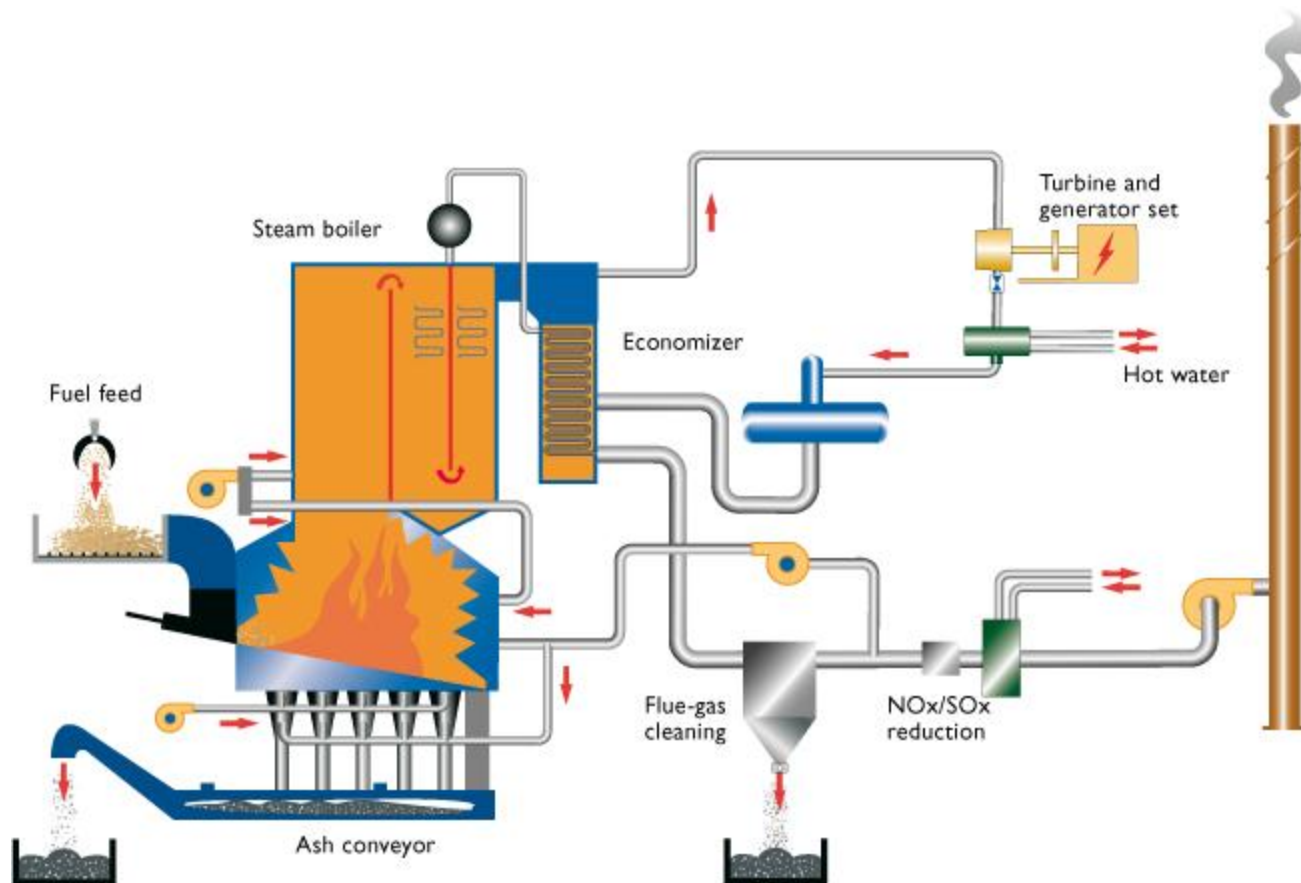 Turbine and
generator set
Steam boiler
Economizer
Hot water
Fuel feed
Flue-gas
cleaning
NOx/SOx
reduction
Ash conveyor